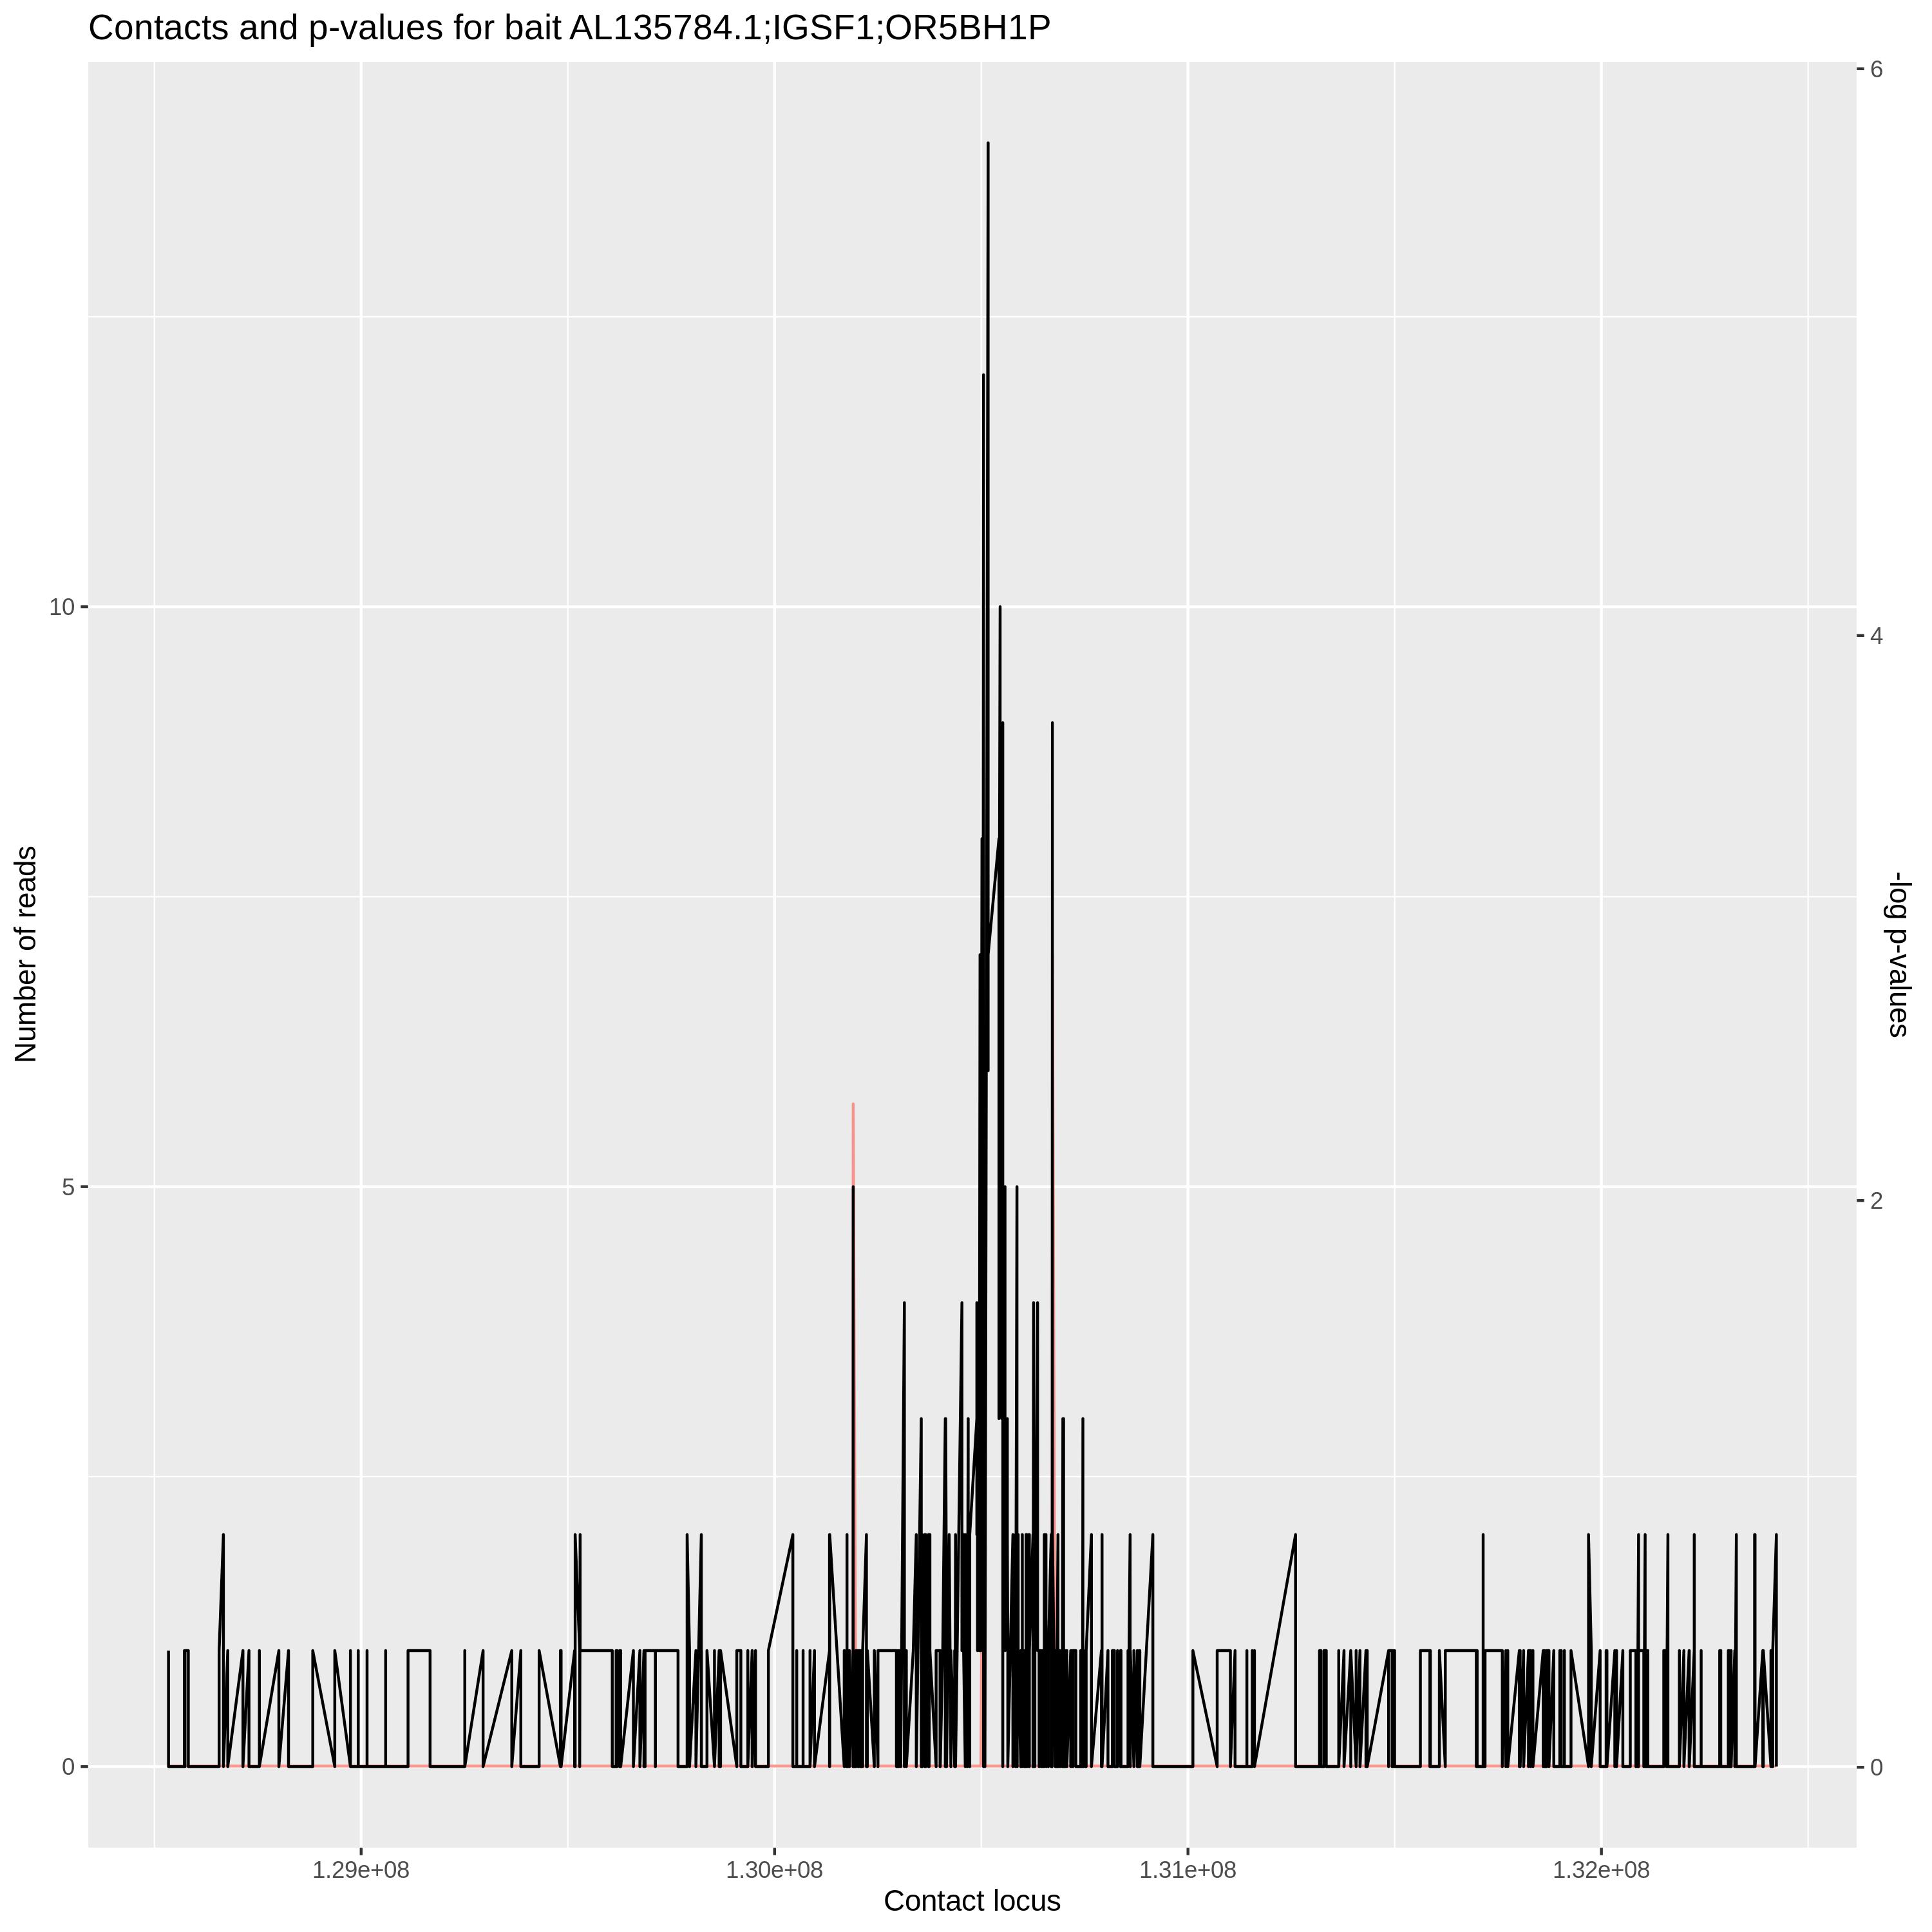 Contacts and p-values for bait AL135784.1;IGSF1;OR5BH1P
6
10
4
Number of reads
-log p-values
5
2
0
0
1.29e+08
1.30e+08
1.31e+08
1.32e+08
Contact locus